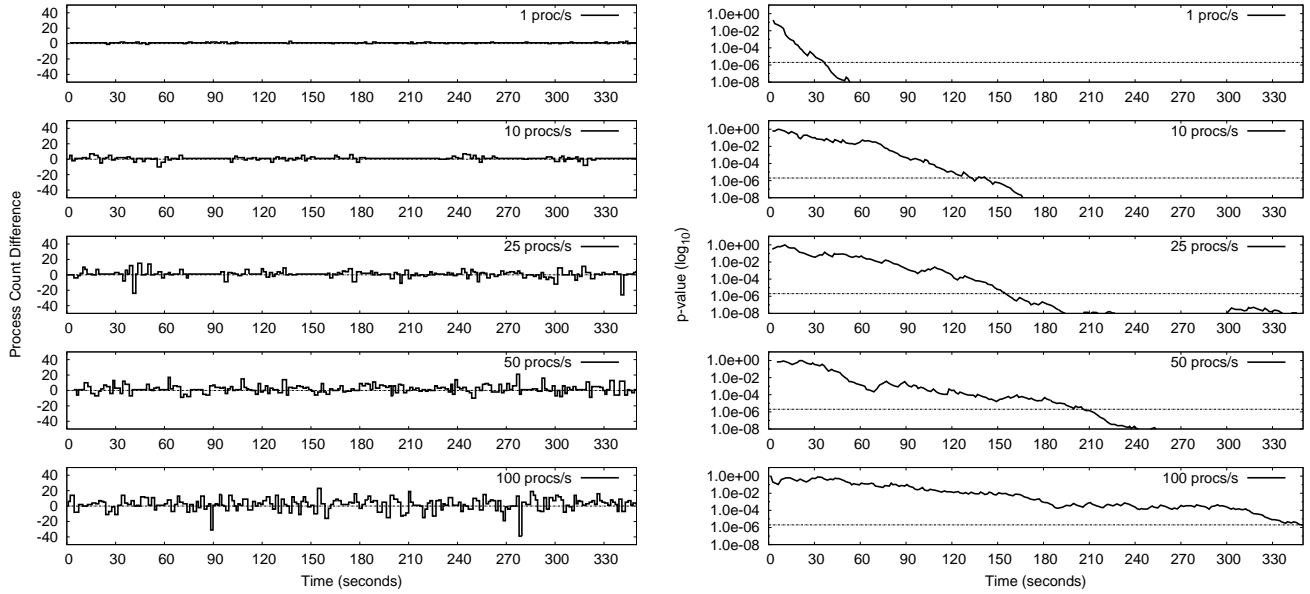 Process Count Difference
1 proc/s
40
20
0
-20
-40
0 30 60 90 120 150 180 210 240 270 300 330
10 procs/s
40
20
0
-20
-40
0 30 60 90 120 150 180 210 240 270 300 330
25 procs/s
40
20
0
-20
-40
0 30 60 90 120 150 180 210 240 270 300 330
50 procs/s
40
20
0
-20
-40
0 30 60 90 120 150 180 210 240 270 300 330
100 procs/s
40
20
0
-20
-40
0 30 60 90 120 150 180 210 240 270 300 330
Time (seconds)
p-value (log10)
1 proc/s
1.0e+00
1.0e-02
1.0e-04
1.0e-06
1.0e-08
0 30 60 90 120 150 180 210 240 270 300 330
10 procs/s
1.0e+00
1.0e-02
1.0e-04
1.0e-06
1.0e-08
0 30 60 90 120 150 180 210 240 270 300 330
25 procs/s
1.0e+00
1.0e-02
1.0e-04
1.0e-06
1.0e-08
0 30 60 90 120 150 180 210 240 270 300 330
50 procs/s
1.0e+00
1.0e-02
1.0e-04
1.0e-06
1.0e-08
0 30 60 90 120 150 180 210 240 270 300 330
100 procs/s
1.0e+00
1.0e-02
1.0e-04
1.0e-06
1.0e-08
0 30 60 90 120 150 180 210 240 270 300 330
Time (seconds)